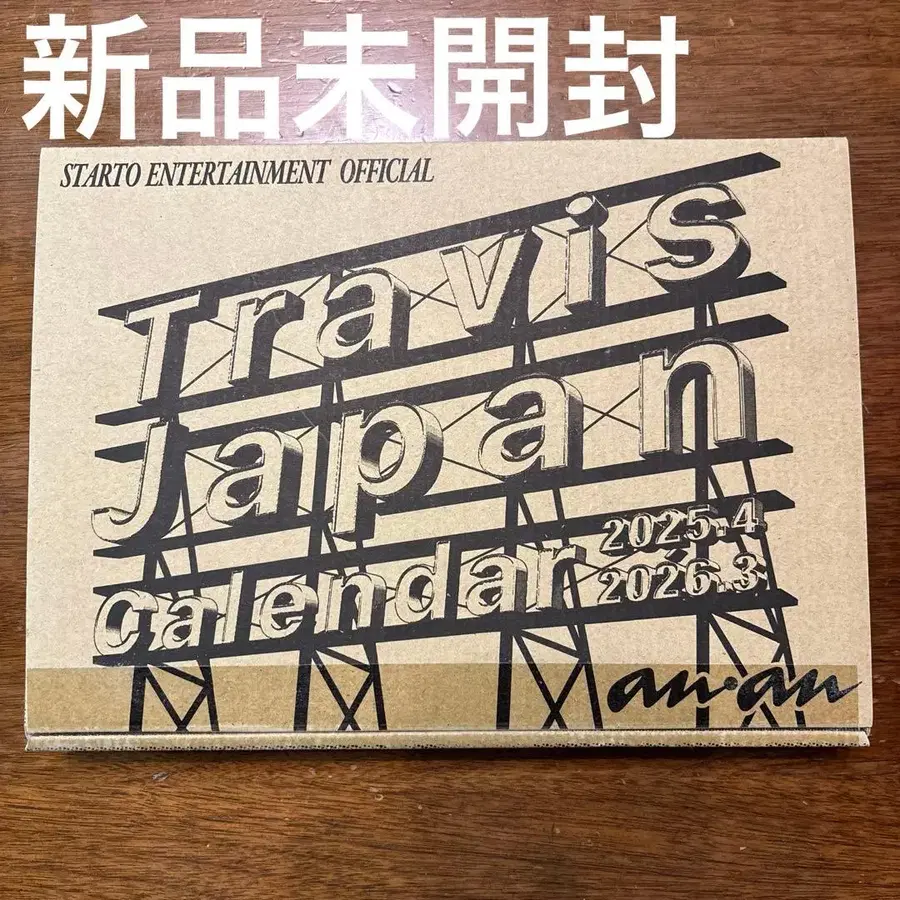 新品未開封
STARTO ENTERTAINMENT OFFICIAL
Travis
Japan
calendar
2025.4
2026.3
an・an